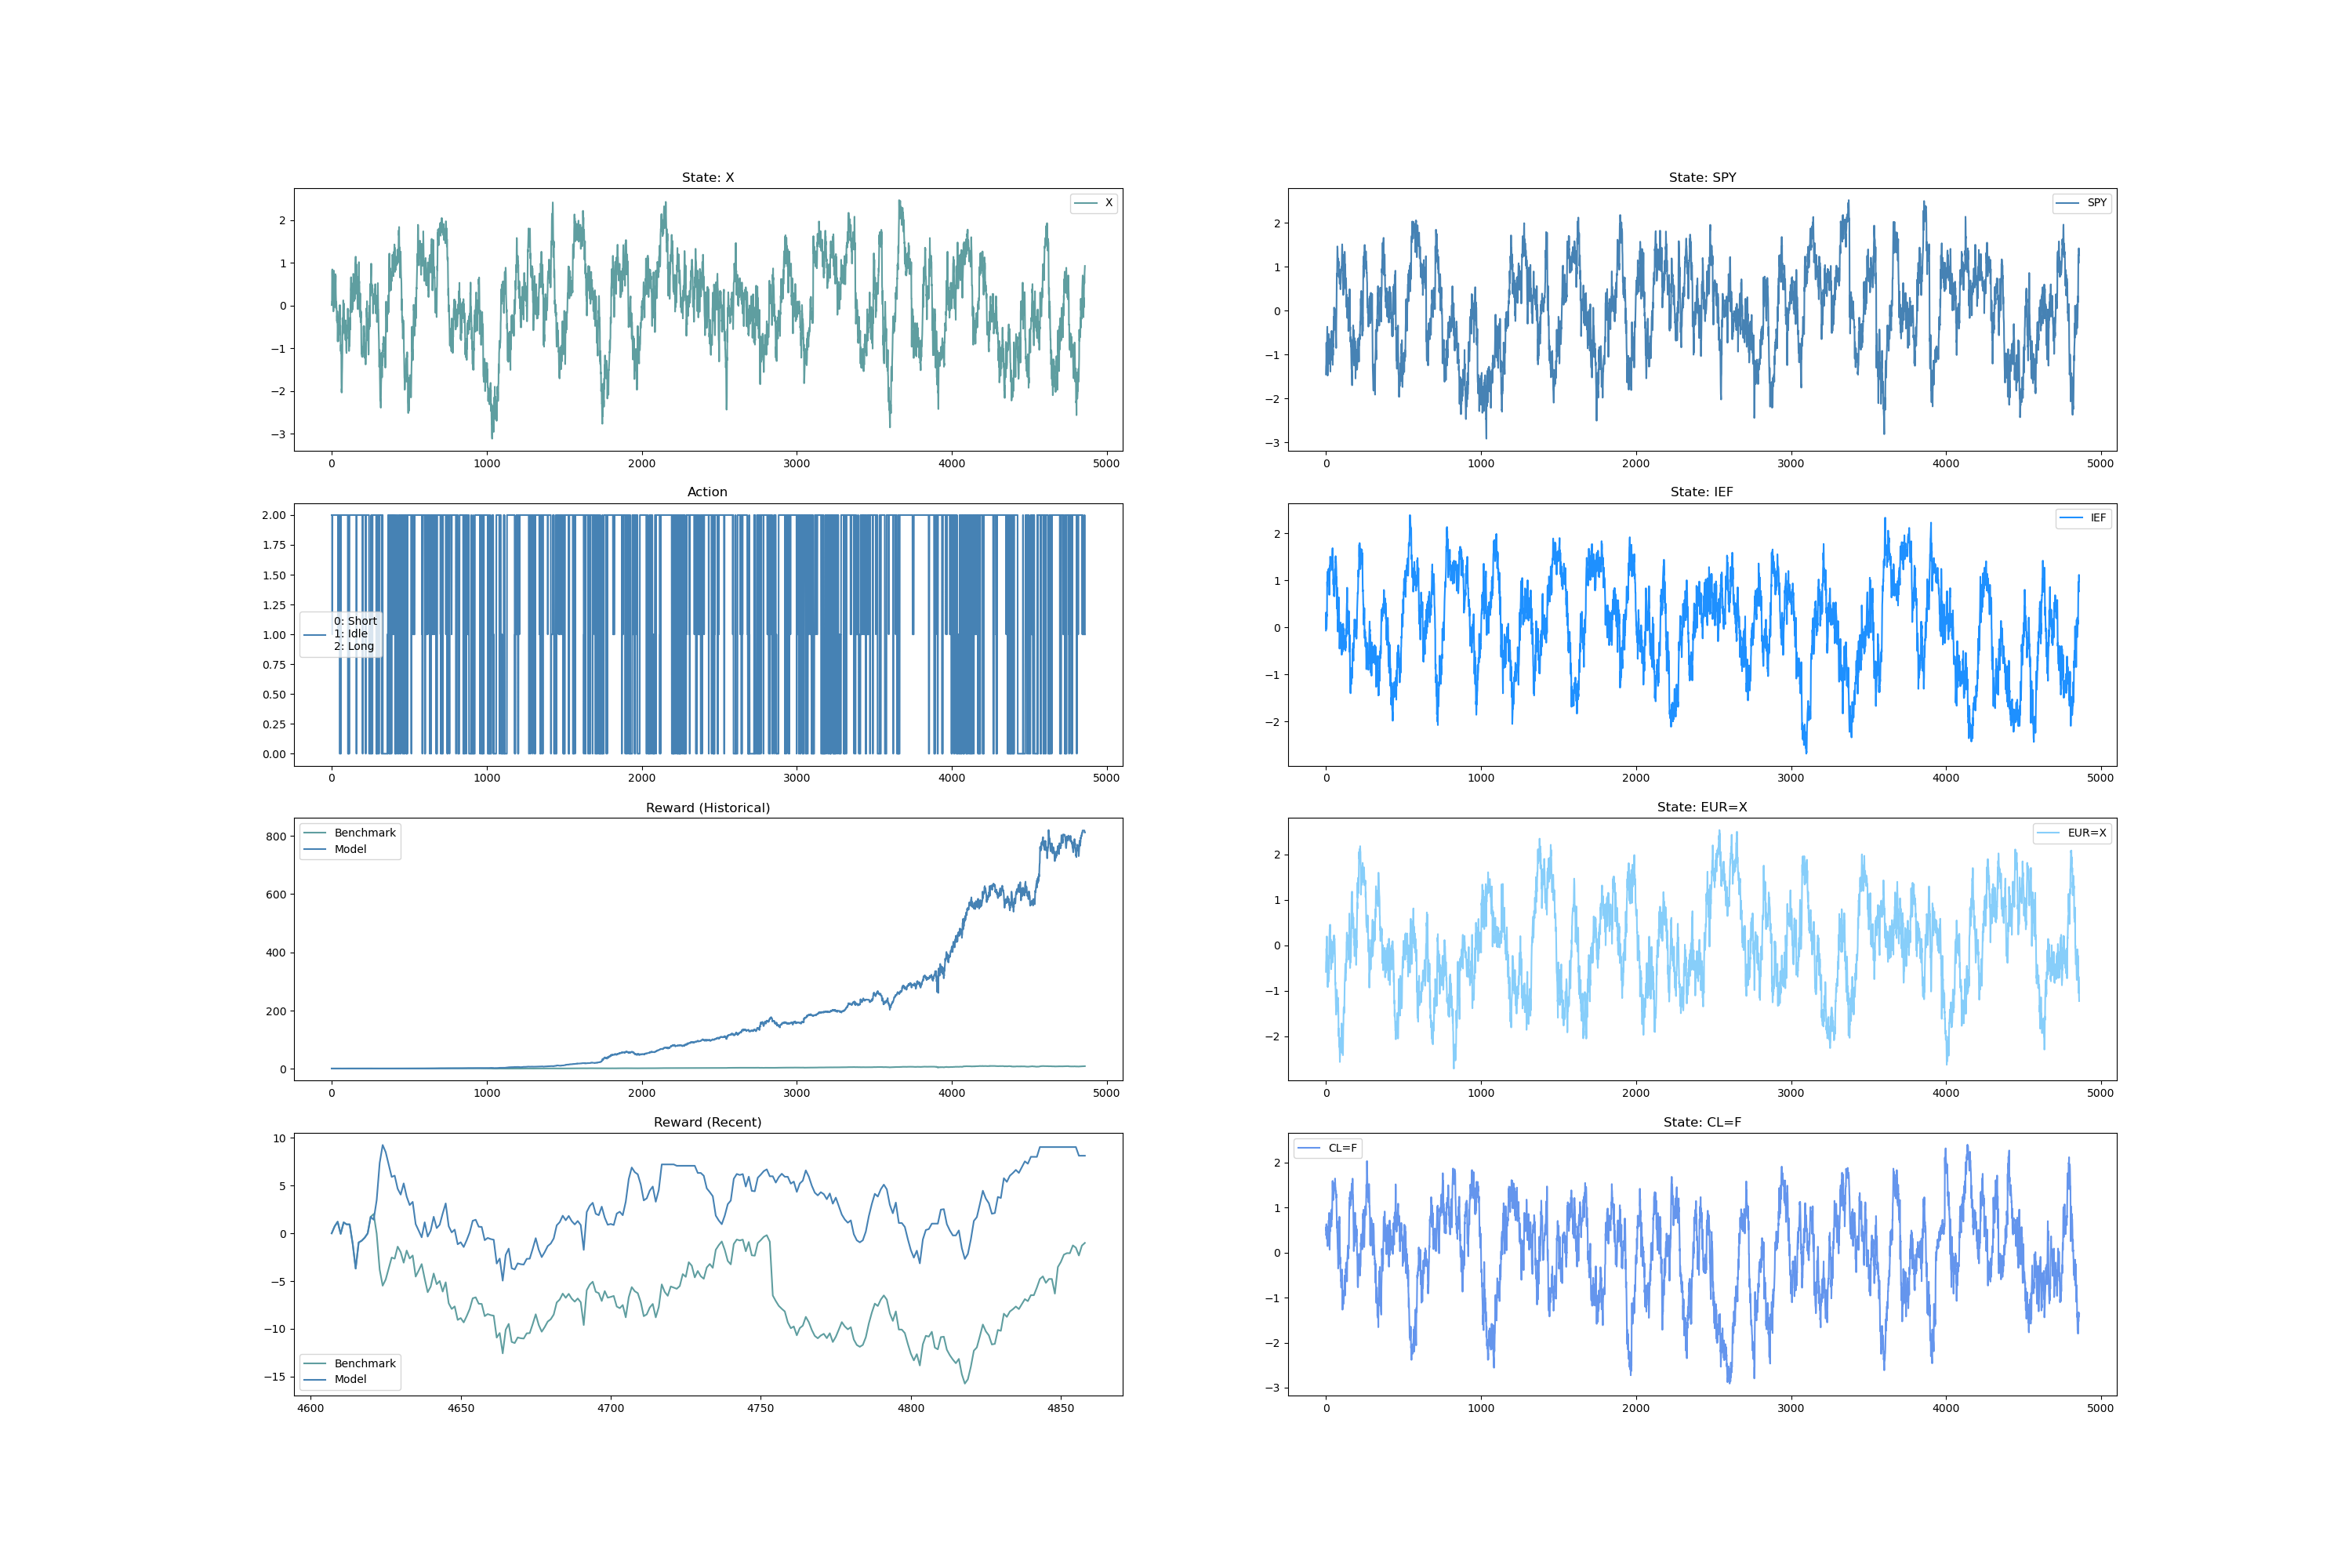 State: X
X
2
1
0
−1
−2
−3
0 1000 2000 3000 4000 5000
Action
2.00
1.75
1.50
1.25
1.00
0.75
0.50
0.25
0.00
0: Short
1: Idle
2: Long
0 1000 2000 3000 4000 5000
Reward (Historical)
Benchmark
Model
800
600
400
200
0
0 1000 2000 3000 4000 5000
Reward (Recent)
10
5
0
−5
−10
−15
Benchmark
Model
4600 4650 4700 4750 4800 4850
State: SPY
SPY
2
1
0
−1
−2
−3
0 1000 2000 3000 4000 5000
State: IEF
IEF
2
1
0
−1
−2
0 1000 2000 3000 4000 5000
State: EUR=X
EUR=X
2
1
0
−1
−2
0 1000 2000 3000 4000 5000
State: CL=F
CL=F
2
1
0
−1
−2
−3
0 1000 2000 3000 4000 5000